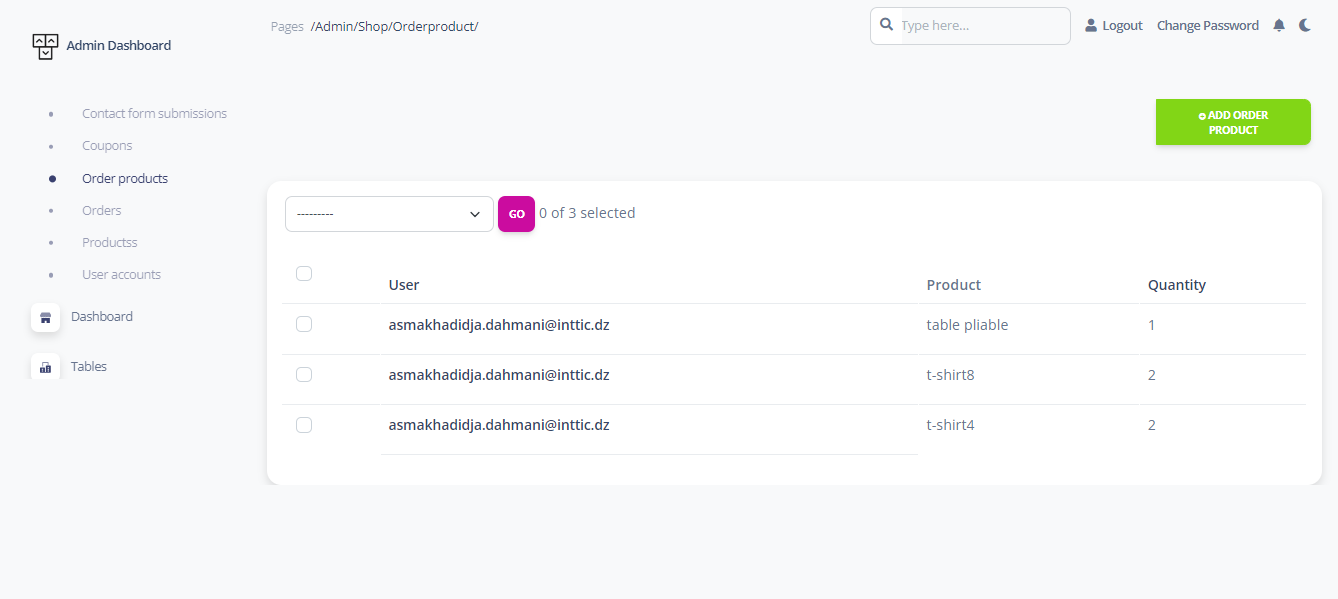 Pages /Admin/Shop/Orderproduct/
Type here...
Logout
Change Password
Admin Dashboard
Contact form submissions
Coupons
Order products
Orders
Productss
User accounts
Dashboard
Tables
ADD ORDER
PRODUCT
---------
GO
0 of 3 selected
User Product Quantity
asmakhadidja.dahmani@inttic.dz table pliable 1
asmakhadidja.dahmani@inttic.dz t-shirt8 2
asmakhadidja.dahmani@inttic.dz t-shirt4 2